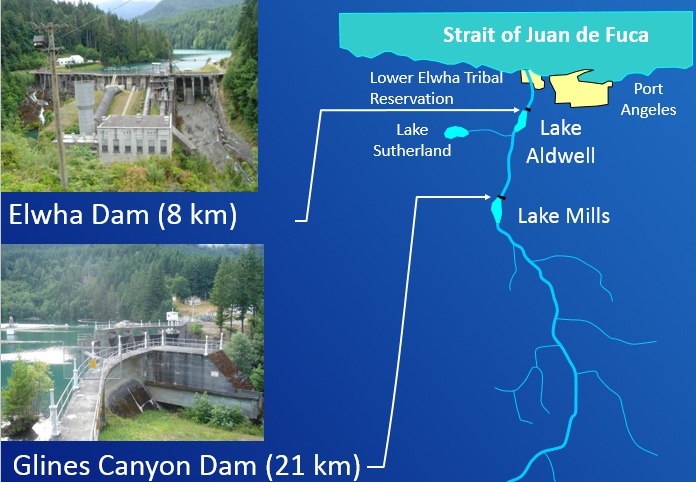 Strait of Juan de Fuca
Lower Elwha Tribal
Reservation
Port
Angeles
Lake
Sutherland
Lake
Aldwell
Elwha Dam (8 km)
Lake Mills
Glines Canyon Dam (21 km)